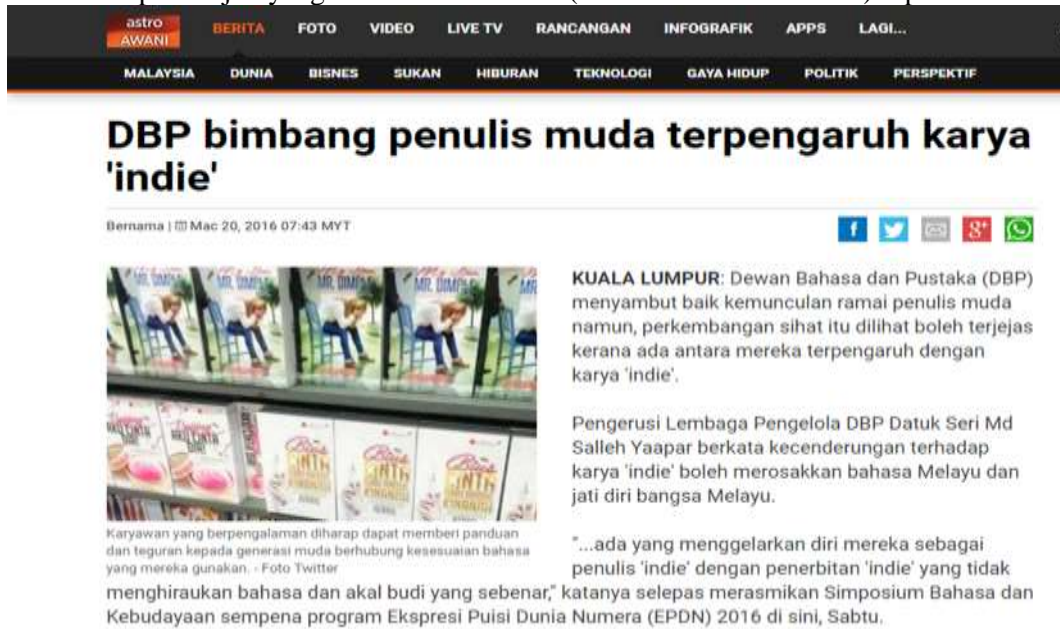 astro
AWANI
BERITA FOTO VIDEO LIVE TV RANCANGAN INFOGRAFIK APPS LAGI...
MALAYSIA DUNIA BISNES SUKAN HIBURAN TEKNOLOGI GAYA HIDUP POLITIK PERSPEKTIF
DBP bimbang penulis muda terpengaruh karya
'indie'
Bernama | Mac 20, 2016 07:43 MYT
MR. DIMPLE
KUALA LUMPUR: Dewan Bahasa dan Pustaka (DBP)
menyambut baik kemunculan ramai penulis muda
namun, perkembangan sihat itu dilihat boleh terjejas
kerana ada antara mereka terpengaruh dengan
karya 'indie'.
Pengerusi Lembaga Pengelola DBP Datuk Seri Md
Salleh Yaapar berkata kecenderungan terhadap
karya 'indie' boleh merosakkan bahasa Melayu dan
jati diri bangsa Melayu.
Karyawan yang berpengalaman diharap dapat memberi panduan
dan teguran kepada generasi muda berhubung kesesuaian bahasa
yang mereka gunakan. - Foto Twitter
"...ada yang menggelarkan diri mereka sebagai
penulis 'indie' dengan penerbitan 'indie' yang tidak
menghiraukan bahasa dan akal budi yang sebenar," katanya selepas merasmikan Simposium Bahasa dan
Kebudayaan sempena program Ekspresi Puisi Dunia Numera (EPDN) 2016 di sini, Sabtu.